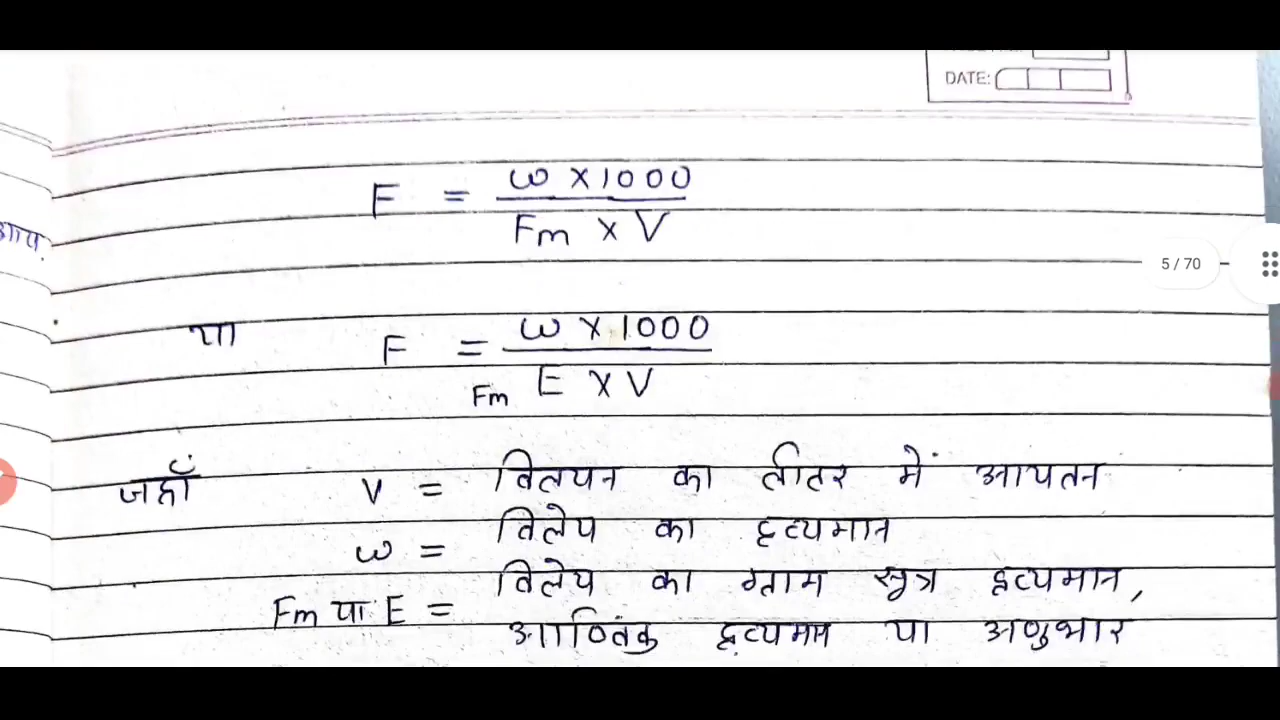 DATE:
F = ω × 1000
Fm × V
5 / 70
या F = ω × 1000
Fm E × V
जहाँ V = विलयन का लीटर में आयतन
ω = विलेय का द्रव्यमान
Fm या E = विलेय का ग्राम सूत्र द्रव्यमान,
आण्विक द्रव्यमान या अणुभार